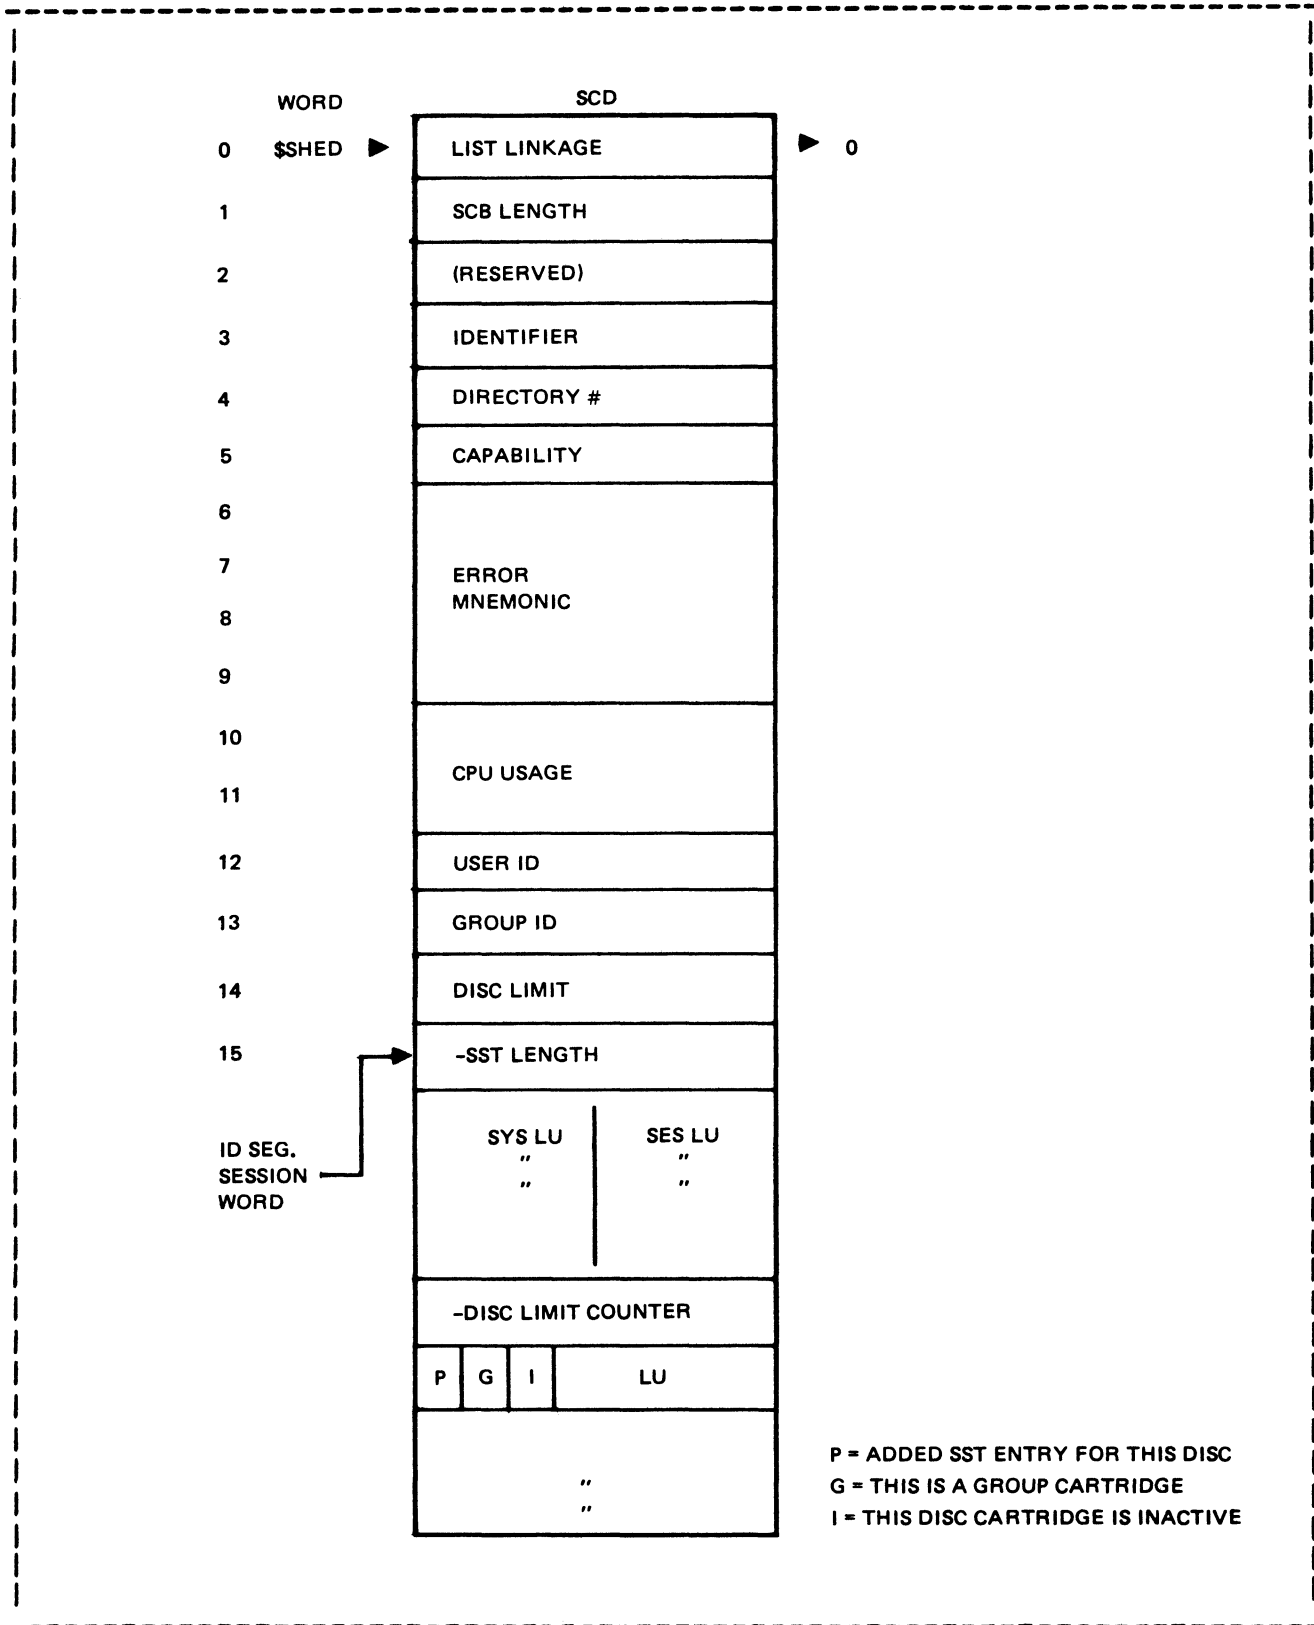 WORD SCD
0 $SHED ► LIST LINKAGE ► 0
1 SCB LENGTH
2 (RESERVED)
3 IDENTIFIER
4 DIRECTORY #
5 CAPABILITY
6
7 ERROR
MNEMONIC
8
9
10
CPU USAGE
11
12 USER ID
13 GROUP ID
14 DISC LIMIT
15 -SST LENGTH
ID SEG.
SESSION
WORD
SYS LU SES LU
" "
" "
-DISC LIMIT COUNTER
P G I LU
"
"
P = ADDED SST ENTRY FOR THIS DISC
G = THIS IS A GROUP CARTRIDGE
I = THIS DISC CARTRIDGE IS INACTIVE